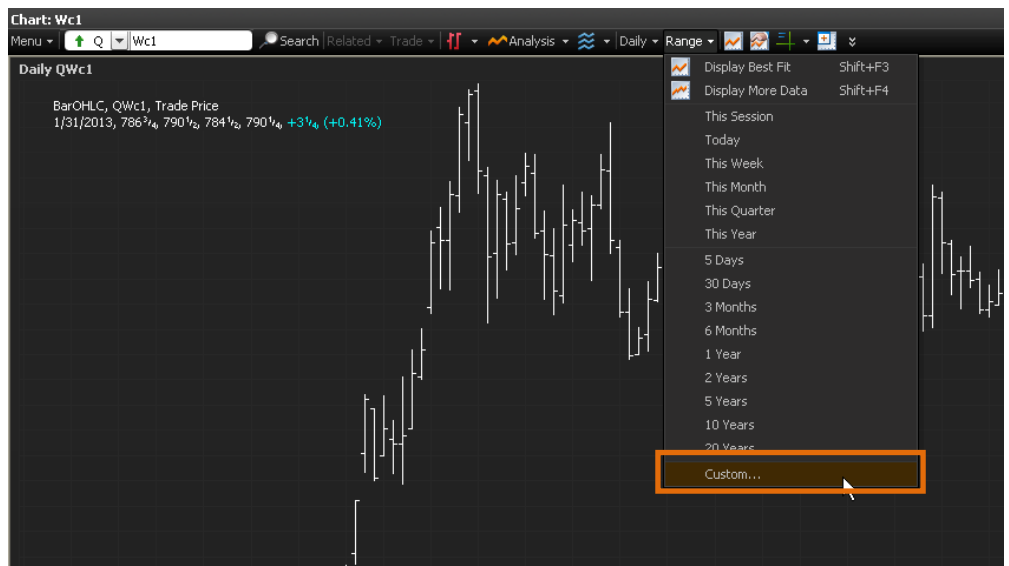 Chart: Wc1
Menu Q Wc1 Search Related Trade Analysis Daily Range
Daily QWc1
BarOHLC, QWc1, Trade Price
1/31/2013, 786³/₄, 790¹/₂, 784¹/₂, 790¹/₄, +3¹/₄, (+0.41%)
Display Best Fit Shift+F3
Display More Data Shift+F4
This Session
Today
This Week
This Month
This Quarter
This Year
5 Days
30 Days
3 Months
6 Months
1 Year
2 Years
5 Years
10 Years
20 Years
Custom...